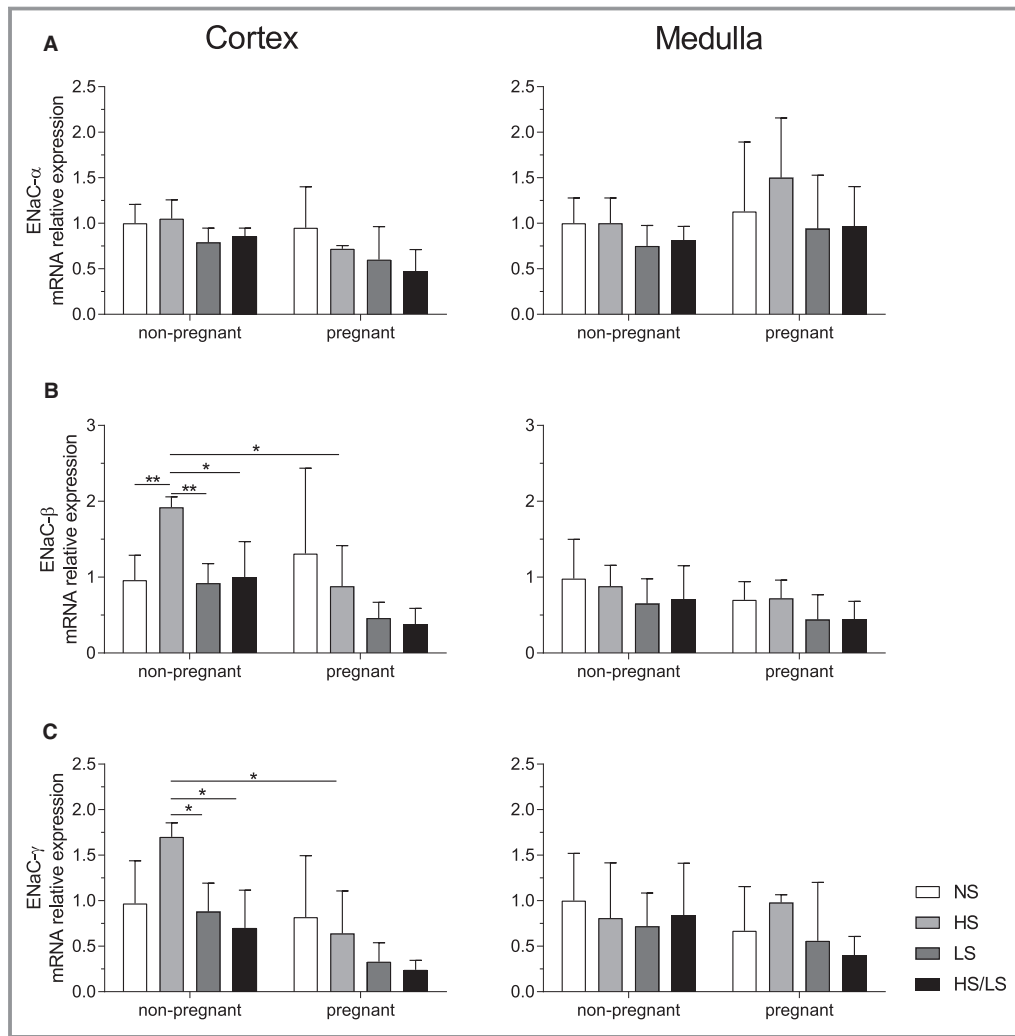 Cortex
Medulla
A
ENaC-α
mRNA relative expression
2.5
2.0
1.5
1.0
0.5
0.0
non-pregnant
pregnant
2.5
2.0
1.5
1.0
0.5
0.0
non-pregnant
pregnant
B
ENaC-β
mRNA relative expression
3
2
1
0
**
**
*
*
non-pregnant
pregnant
3
2
1
0
non-pregnant
pregnant
C
ENaC-γ
mRNA relative expression
2.5
2.0
1.5
1.0
0.5
0.0
*
*
*
non-pregnant
pregnant
2.5
2.0
1.5
1.0
0.5
0.0
non-pregnant
pregnant
NS
HS
LS
HS/LS